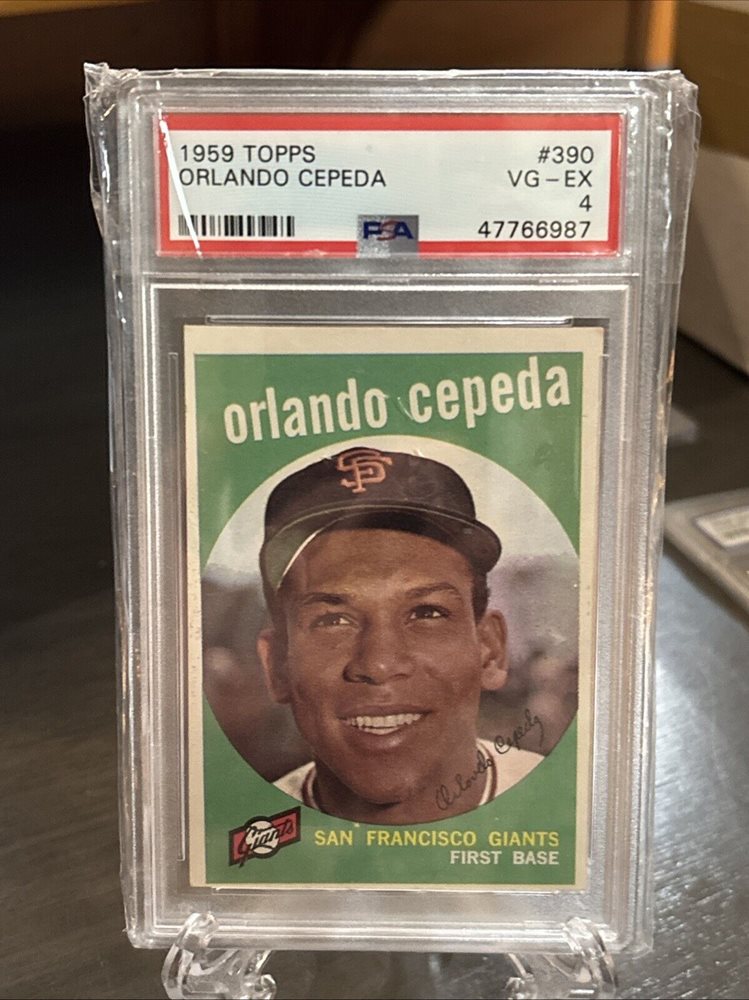 1959 TOPPS #390
ORLANDO CEPEDA VG-EX
4
PSA 47766987
orlando cepeda
SF
Orlando Cepeda
Giants
SAN FRANCISCO GIANTS
FIRST BASE